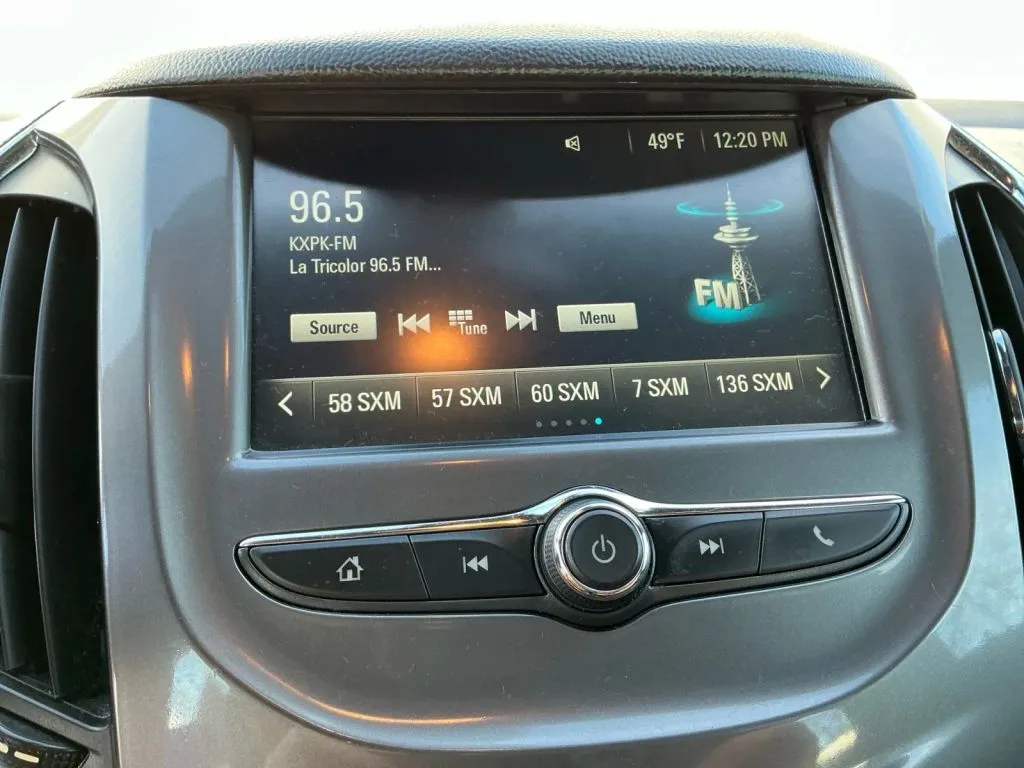 49°F 12:20 PM
96.5
KXPK-FM
La Tricolor 96.5 FM...
FM
Source Tune Menu
58 SXM 57 SXM 60 SXM 7 SXM 136 SXM